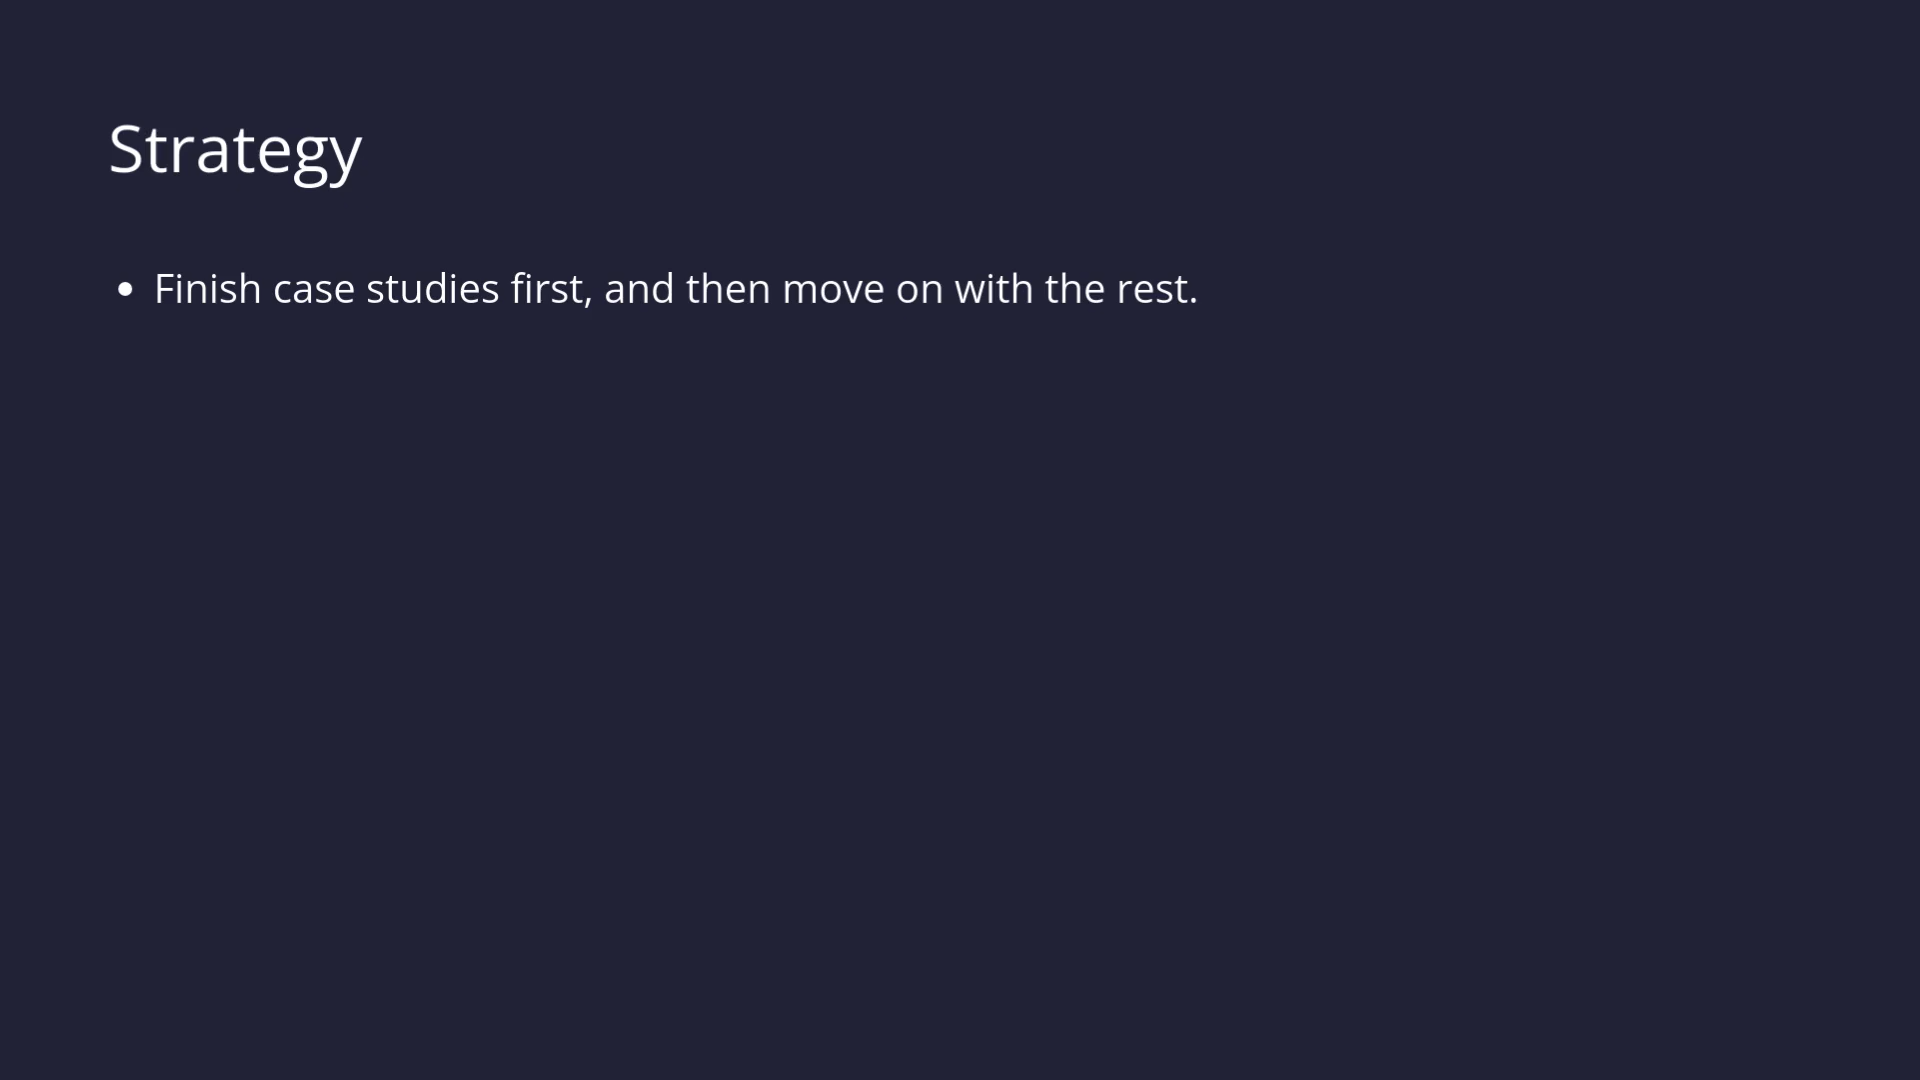 Strategy
• Finish case studies first, and then move on with the rest.